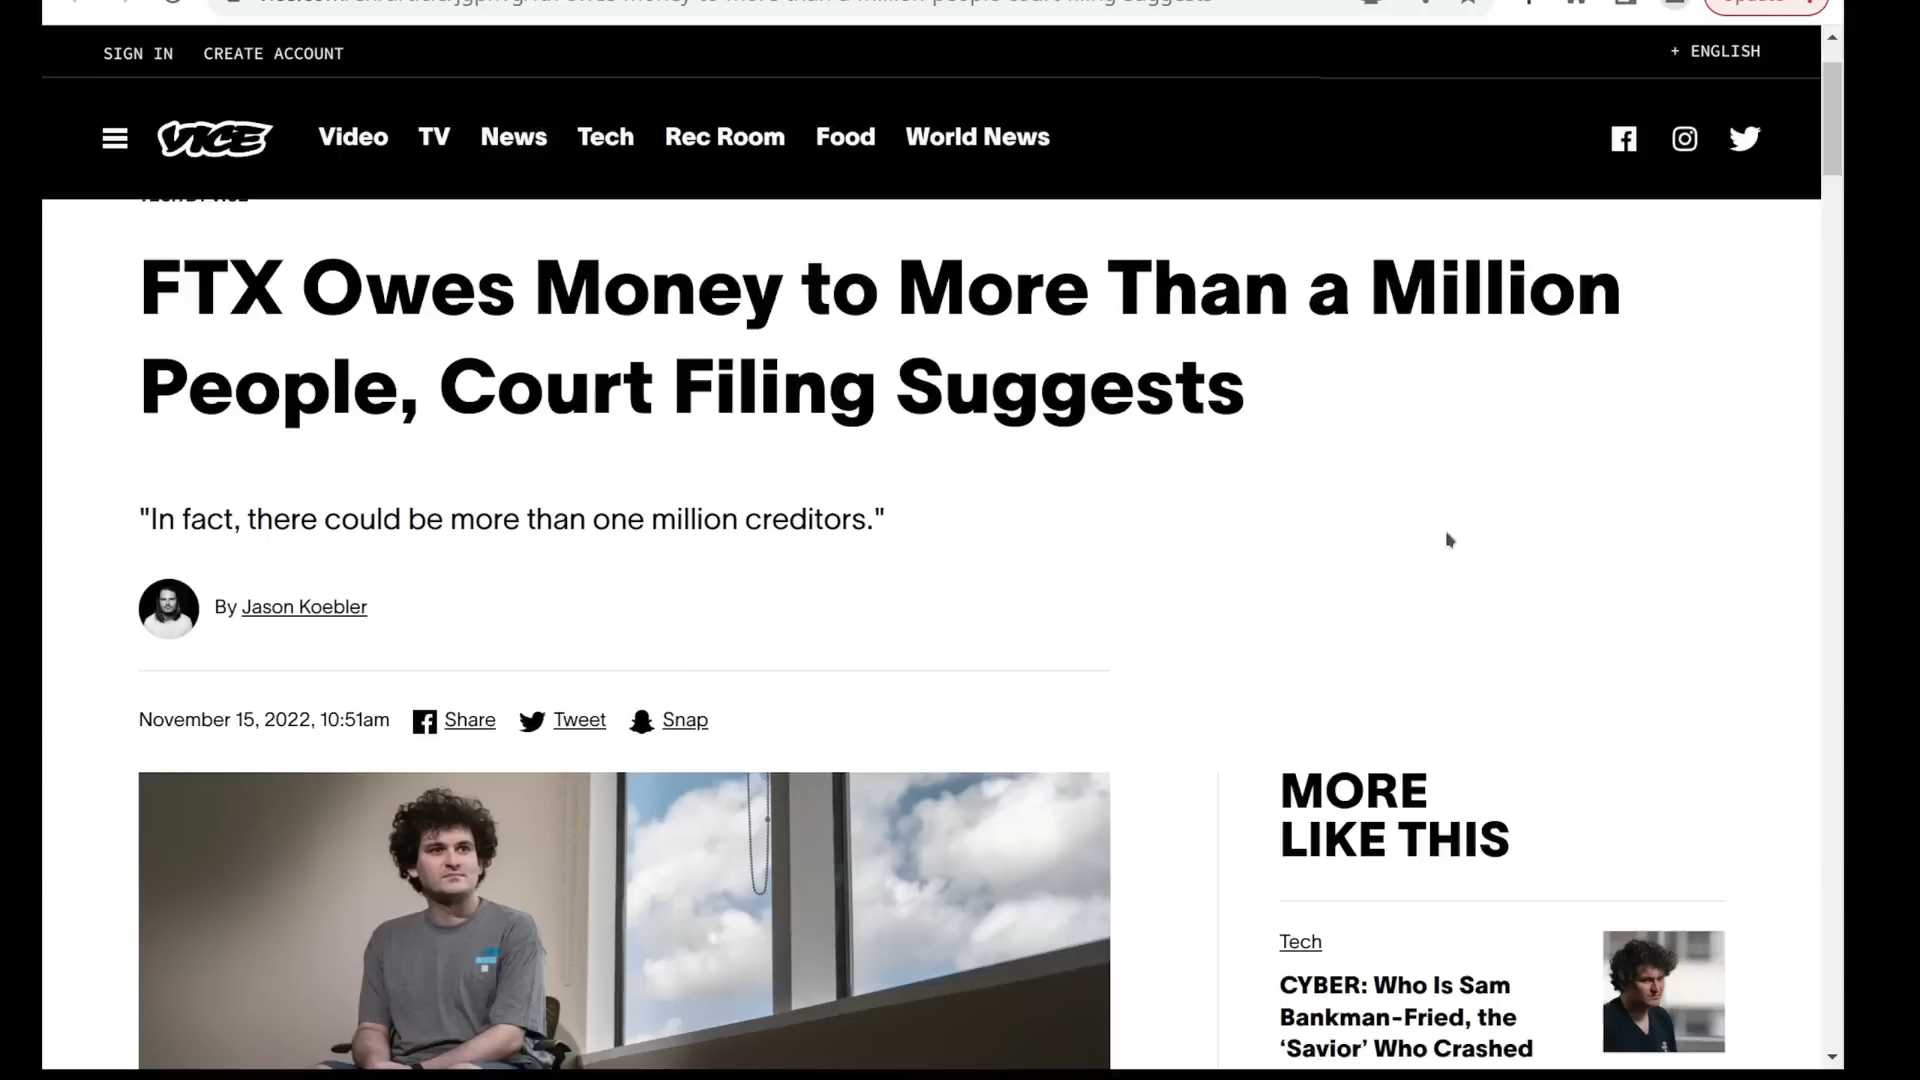 SIGN IN CREATE ACCOUNT + ENGLISH
VICE Video TV News Tech Rec Room Food World News
FTX Owes Money to More Than a Million
People, Court Filing Suggests
"In fact, there could be more than one million creditors."
By Jason Koebler
November 15, 2022, 10:51am Share Tweet Snap
MORE
LIKE THIS
Tech
CYBER: Who Is Sam
Bankman-Fried, the
‘Savior’ Who Crashed